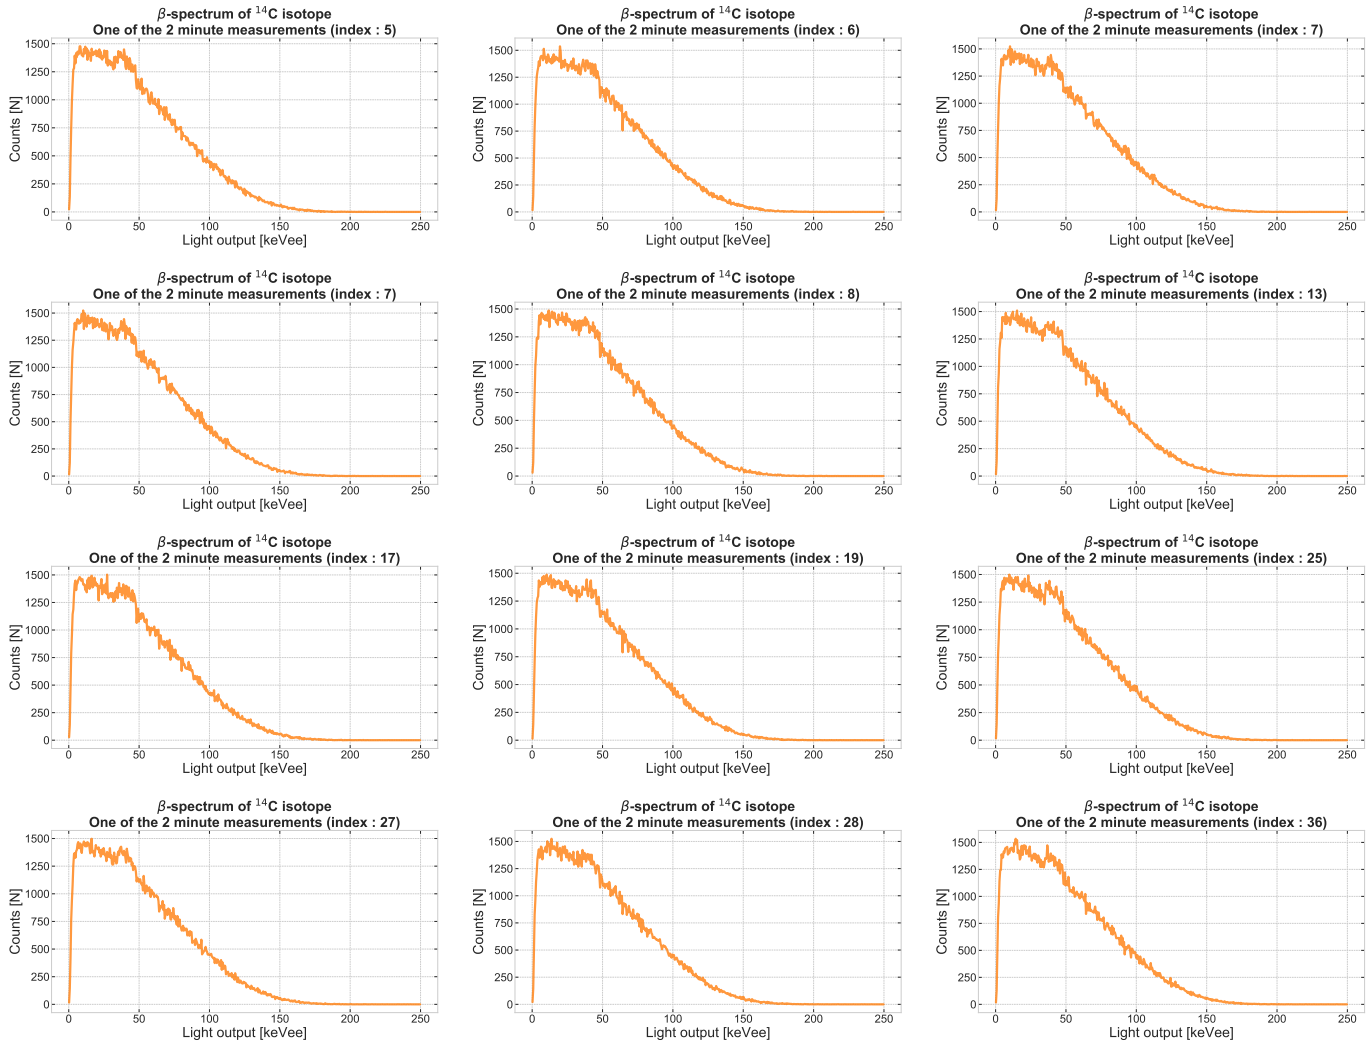 β-spectrum of ¹⁴C isotope
One of the 2 minute measurements (index : 5)
Counts [N]
1500
1250
1000
750
500
250
0
0 50 100 150 200 250
Light output [keVee]
β-spectrum of ¹⁴C isotope
One of the 2 minute measurements (index : 6)
Counts [N]
1500
1250
1000
750
500
250
0
0 50 100 150 200 250
Light output [keVee]
β-spectrum of ¹⁴C isotope
One of the 2 minute measurements (index : 7)
Counts [N]
1500
1250
1000
750
500
250
0
0 50 100 150 200 250
Light output [keVee]
β-spectrum of ¹⁴C isotope
One of the 2 minute measurements (index : 7)
Counts [N]
1500
1250
1000
750
500
250
0
0 50 100 150 200 250
Light output [keVee]
β-spectrum of ¹⁴C isotope
One of the 2 minute measurements (index : 8)
Counts [N]
1500
1250
1000
750
500
250
0
0 50 100 150 200 250
Light output [keVee]
β-spectrum of ¹⁴C isotope
One of the 2 minute measurements (index : 13)
Counts [N]
1500
1250
1000
750
500
250
0
0 50 100 150 200 250
Light output [keVee]
β-spectrum of ¹⁴C isotope
One of the 2 minute measurements (index : 17)
Counts [N]
1500
1250
1000
750
500
250
0
0 50 100 150 200 250
Light output [keVee]
β-spectrum of ¹⁴C isotope
One of the 2 minute measurements (index : 19)
Counts [N]
1500
1250
1000
750
500
250
0
0 50 100 150 200 250
Light output [keVee]
β-spectrum of ¹⁴C isotope
One of the 2 minute measurements (index : 25)
Counts [N]
1500
1250
1000
750
500
250
0
0 50 100 150 200 250
Light output [keVee]
β-spectrum of ¹⁴C isotope
One of the 2 minute measurements (index : 27)
Counts [N]
1500
1250
1000
750
500
250
0
0 50 100 150 200 250
Light output [keVee]
β-spectrum of ¹⁴C isotope
One of the 2 minute measurements (index : 28)
Counts [N]
1500
1250
1000
750
500
250
0
0 50 100 150 200 250
Light output [keVee]
β-spectrum of ¹⁴C isotope
One of the 2 minute measurements (index : 36)
Counts [N]
1500
1250
1000
750
500
250
0
0 50 100 150 200 250
Light output [keVee]